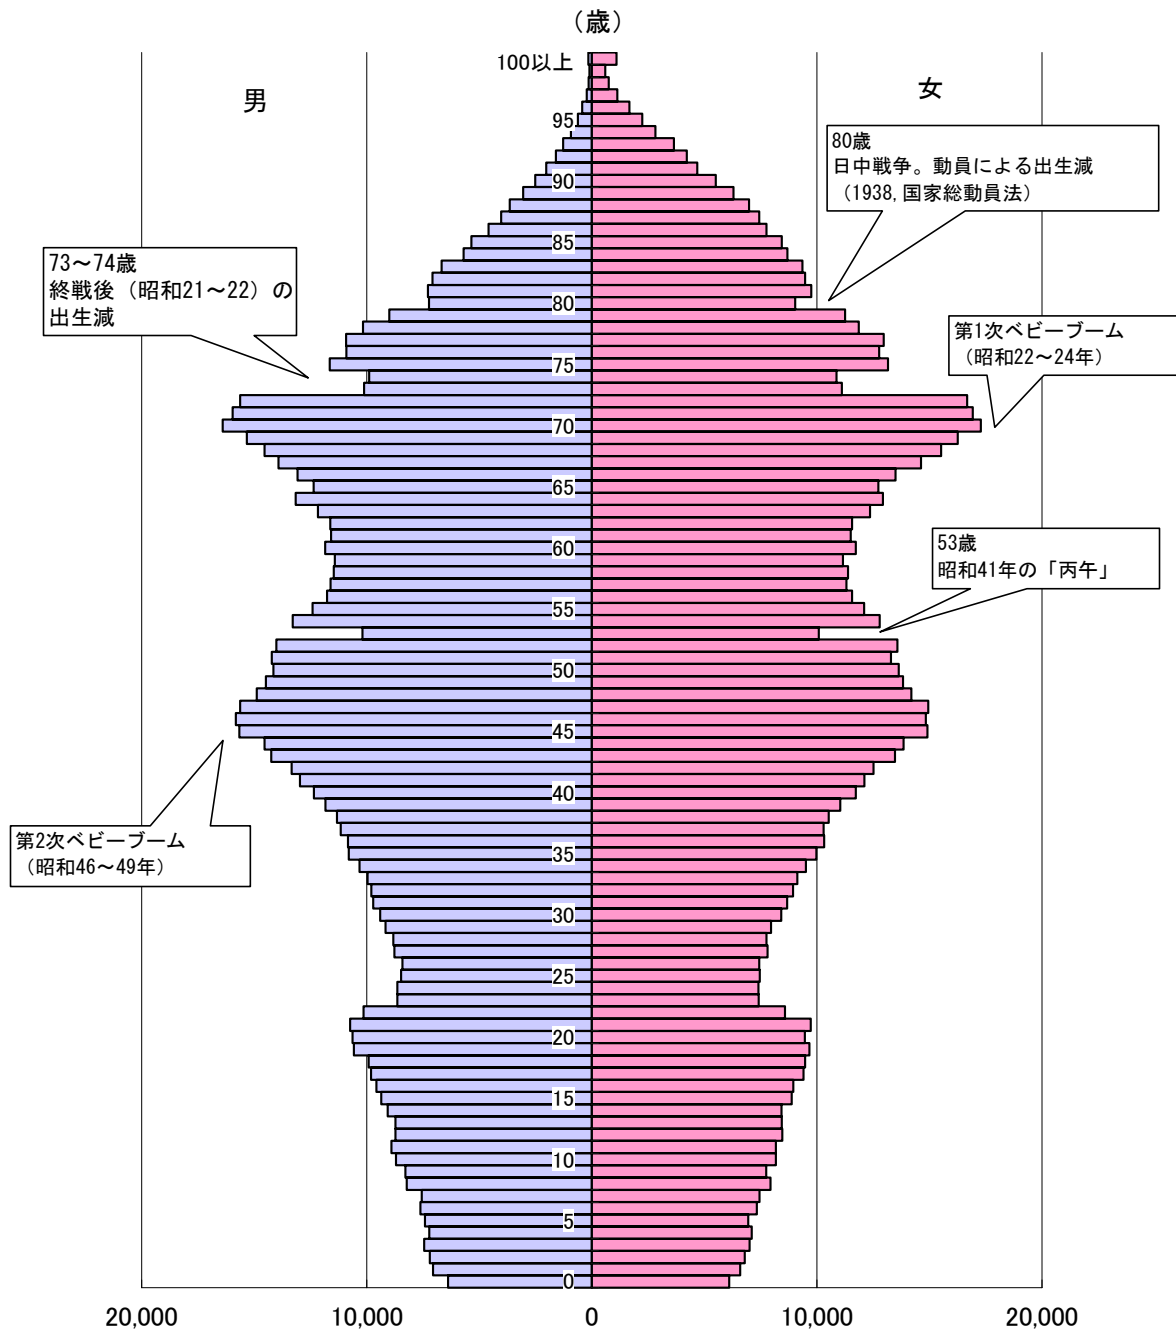 （歳）
100以上
男
女
95
80歳
日中戦争。動員による出生減
（1938,国家総動員法）
90
85
73～74歳
終戦後（昭和21～22）の
出生減
80
第1次ベビーブーム
（昭和22～24年）
75
70
65
60
53歳
昭和41年の「丙午」
55
50
45
40
第2次ベビーブーム
（昭和46～49年）
35
30
25
20
15
10
5
0
20,000
10,000
0
10,000
20,000